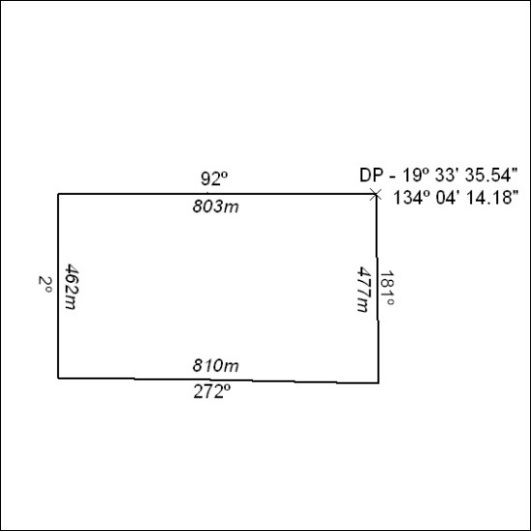 92º
803m
DP - 19º 33' 35.54”
134º 04' 14.18”
2º
462m
477m
181º
810m
272º